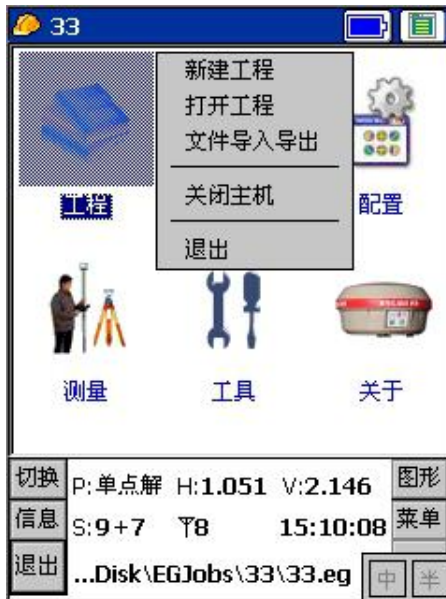 33
新建工程
打开工程
文件导入导出
关闭主机
退出
工程
配置
测量
工具
关于
切换
P:单点解 H:1.051 V:2.146
图形
信息
S:9+7 8 15:10:08
菜单
退出
...Disk\EGJobs\33\33.eg
中 半